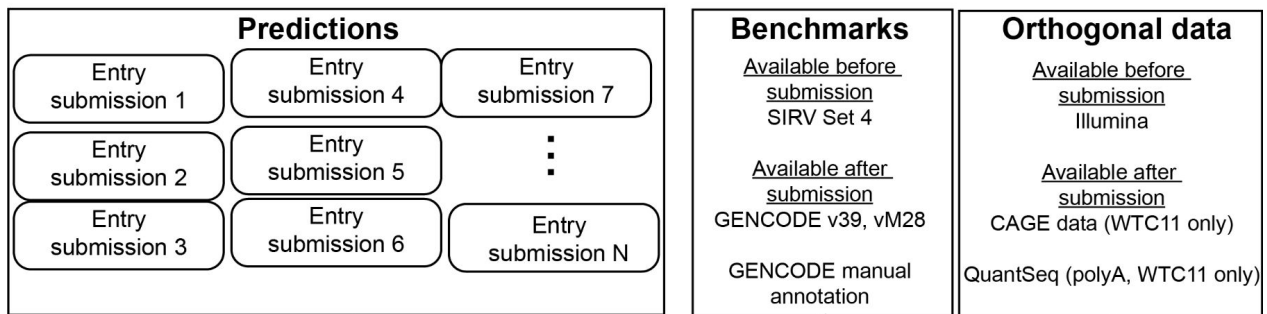 Predictions
Entry
submission 1
Entry
submission 4
Entry
submission 7
Entry
submission 2
Entry
submission 5
Entry
submission 3
Entry
submission 6
Entry
submission N
Benchmarks
Available before
submission
SIRV Set 4
Available after
submission
GENCODE v39, vM28
GENCODE manual
annotation
Orthogonal data
Available before
submission
Illumina
Available after
submission
CAGE data (WTC11 only)
QuantSeq (polyA, WTC11 only)